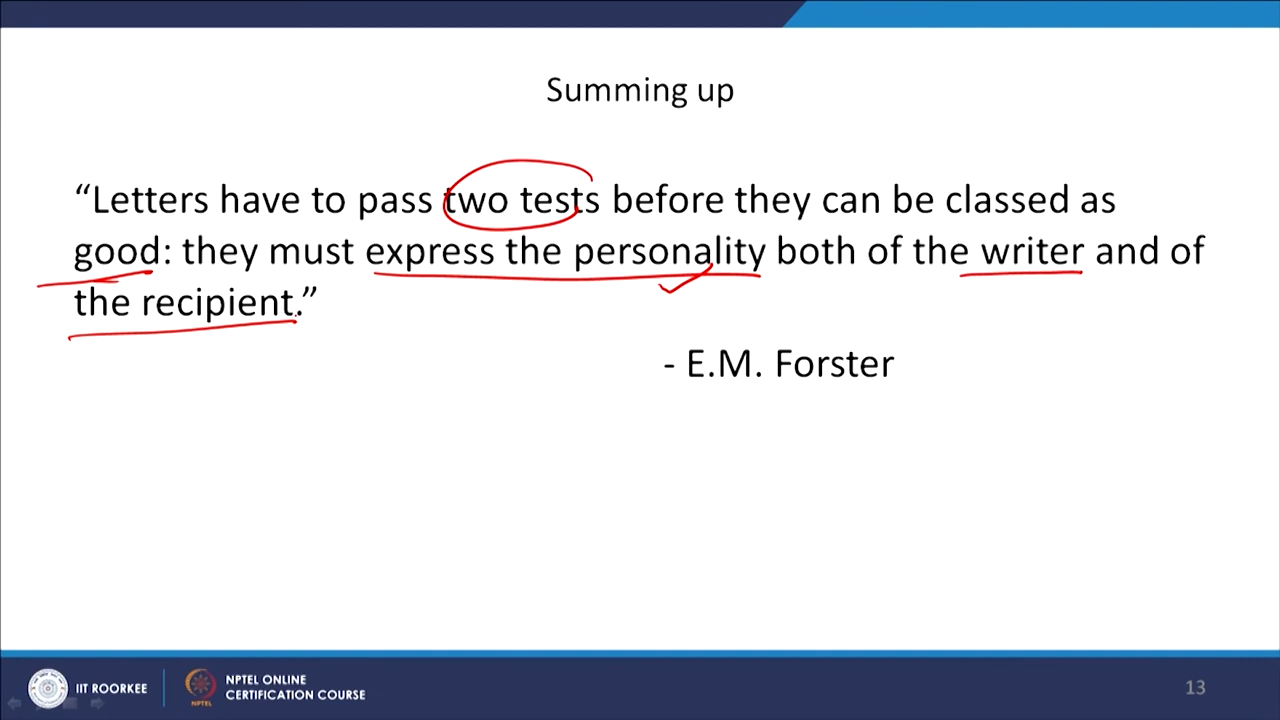 Summing up
“Letters have to pass two tests before they can be classed as
good: they must express the personality both of the writer and of
the recipient.”
- E.M. Forster
IIT ROORKEE
NPTEL
NPTEL ONLINE
CERTIFICATION COURSE
13